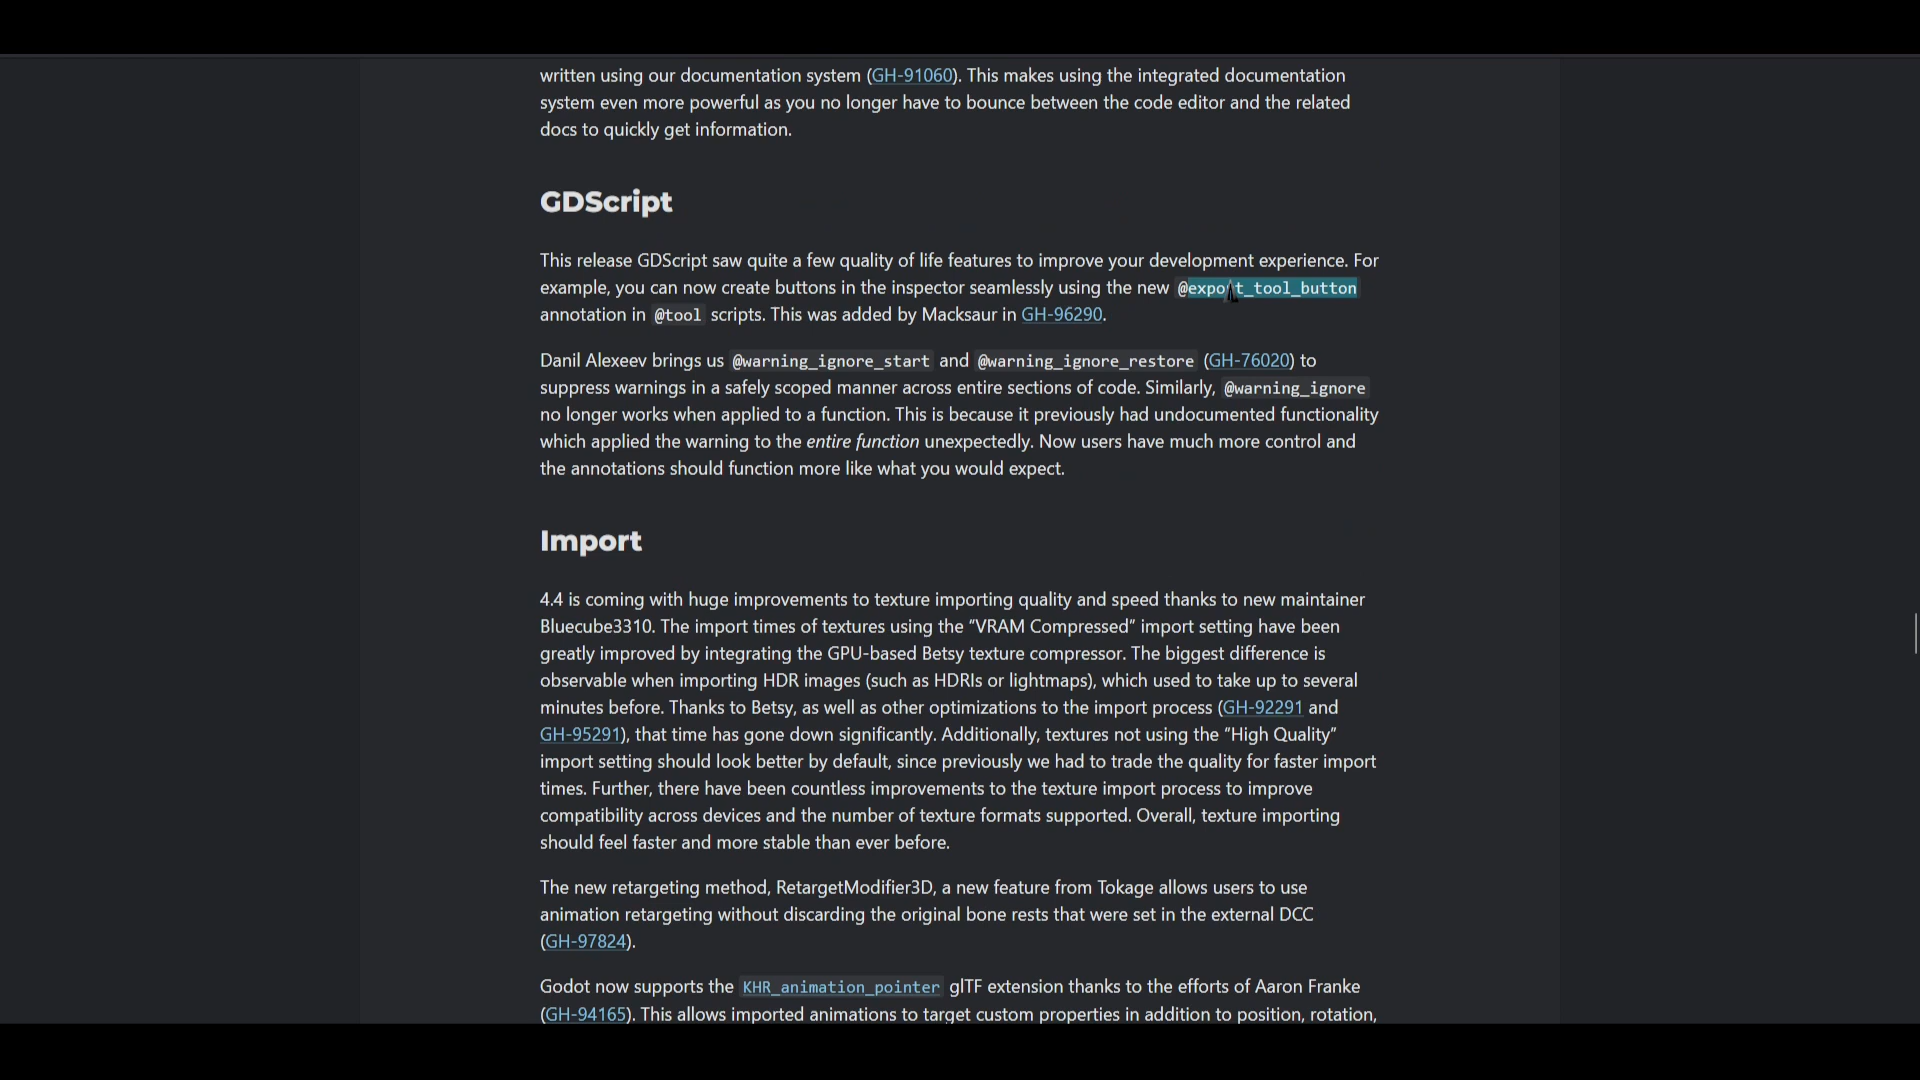 written using our documentation system (GH-91060). This makes using the integrated documentation
system even more powerful as you no longer have to bounce between the code editor and the related
docs to quickly get information.
GDScript
This release GDScript saw quite a few quality of life features to improve your development experience. For
example, you can now create buttons in the inspector seamlessly using the new @export_tool_button
annotation in @tool scripts. This was added by Macksaur in GH-96290.
Danil Alexeev brings us @warning_ignore_start and @warning_ignore_restore (GH-76020) to
suppress warnings in a safely scoped manner across entire sections of code. Similarly, @warning_ignore
no longer works when applied to a function. This is because it previously had undocumented functionality
which applied the warning to the entire function unexpectedly. Now users have much more control and
the annotations should function more like what you would expect.
Import
4.4 is coming with huge improvements to texture importing quality and speed thanks to new maintainer
Bluecube3310. The import times of textures using the “VRAM Compressed” import setting have been
greatly improved by integrating the GPU-based Betsy texture compressor. The biggest difference is
observable when importing HDR images (such as HDRIs or lightmaps), which used to take up to several
minutes before. Thanks to Betsy, as well as other optimizations to the import process (GH-92291 and
GH-95291), that time has gone down significantly. Additionally, textures not using the “High Quality”
import setting should look better by default, since previously we had to trade the quality for faster import
times. Further, there have been countless improvements to the texture import process to improve
compatibility across devices and the number of texture formats supported. Overall, texture importing
should feel faster and more stable than ever before.
The new retargeting method, RetargetModifier3D, a new feature from Tokage allows users to use
animation retargeting without discarding the original bone rests that were set in the external DCC
(GH-97824).
Godot now supports the KHR_animation_pointer glTF extension thanks to the efforts of Aaron Franke
(GH-94165). This allows imported animations to target custom properties in addition to position, rotation,